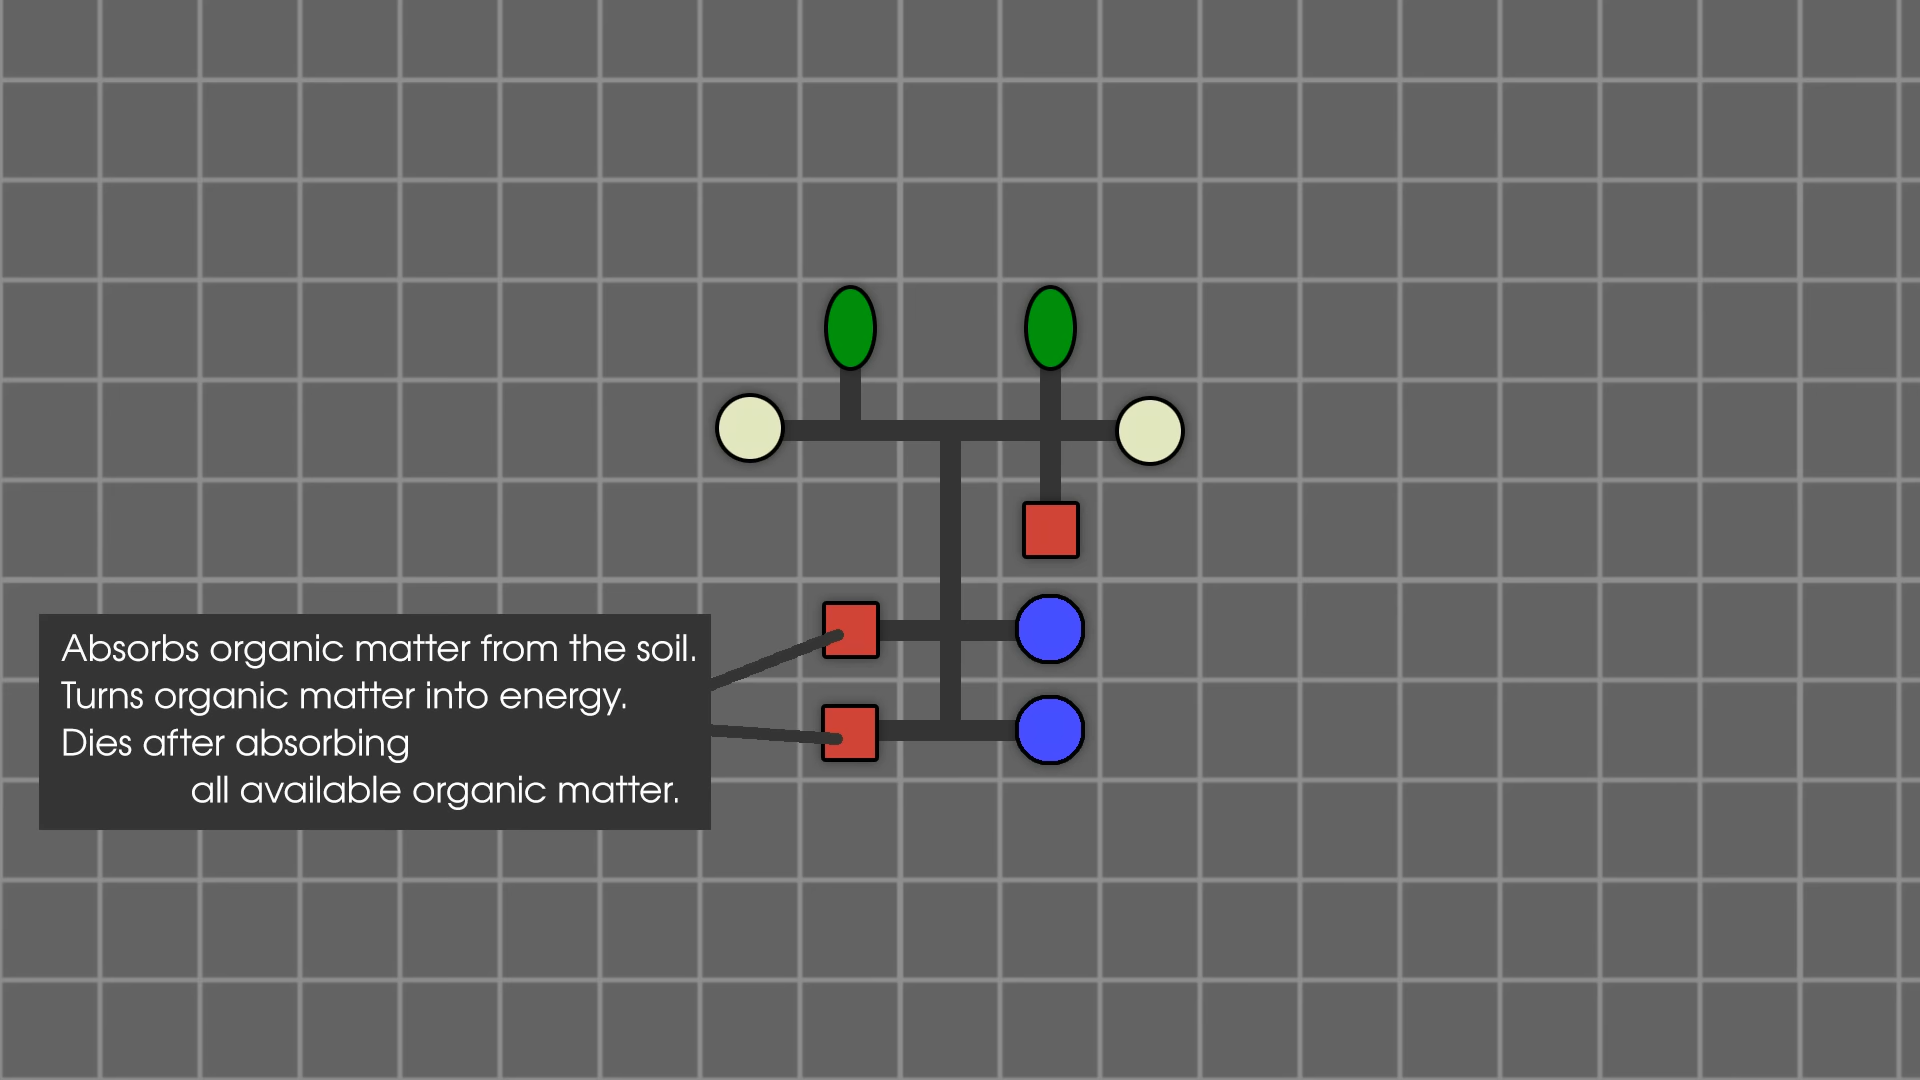 Absorbs organic matter from the soil.
Turns organic matter into energy.
Dies after absorbing
all available organic matter.